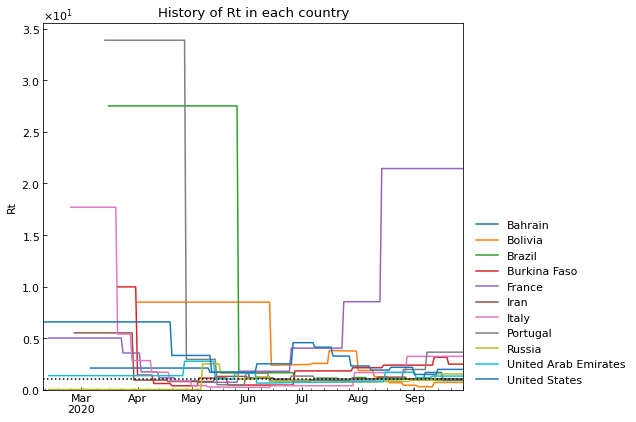 History of Rt in each country
×10¹
3.5
3.0
2.5
2.0
1.5
1.0
0.5
0.0
Rt
Mar Apr May Jun Jul Aug Sep
2020
Bahrain
Bolivia
Brazil
Burkina Faso
France
Iran
Italy
Portugal
Russia
United Arab Emirates
United States